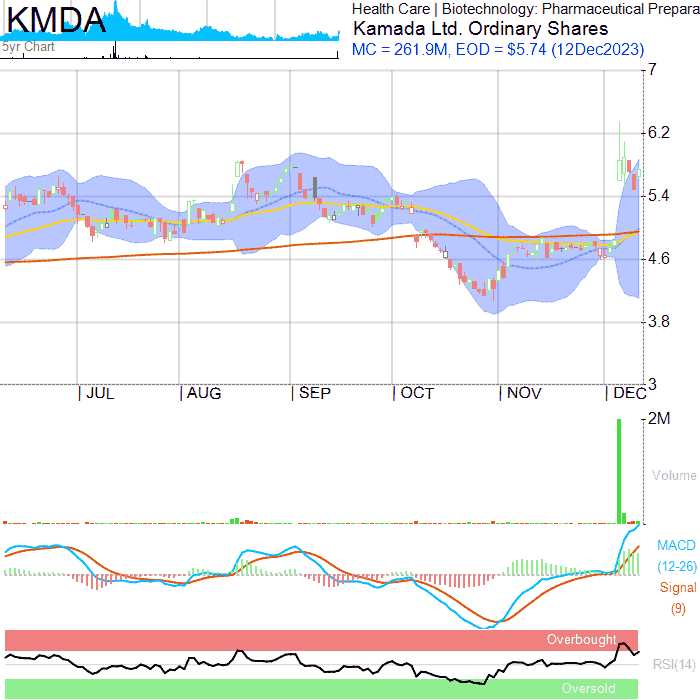 KMDA
5yr Chart
Health Care | Biotechnology: Pharmaceutical Prepara
Kamada Ltd. Ordinary Shares
MC = 261.9M, EOD = $5.74 (12Dec2023)
7
6.2
5.4
4.6
3.8
3
JUL
AUG
SEP
OCT
NOV
DEC
2M
Volume
MACD
(12-26)
Signal
(9)
Overbought
RSI(14)
Oversold